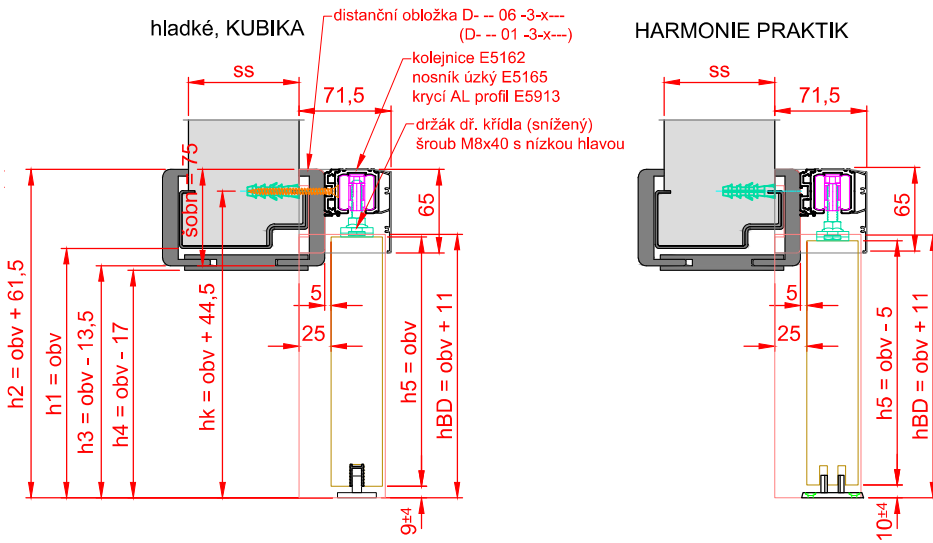 hladké, KUBIKA
distanční obložka D- -- 06 -3-x---
(D- -- 01 -3-x---)
HARMONIE PRAKTIK
kolejnice E5162
nosník úzký E5165
krycí AL profil E5913
držák dř. křídla (snížený)
šroub M8x40 s nízkou hlavou
ss
71,5
ss
71,5
šobn = 75
65
65
5
25
5
25
h2 = obv + 61,5
h1 = obv
h3 = obv - 13,5
h4 = obv - 17
hk = obv + 44,5
h5 = obv
hBD = obv + 11
h5 = obv - 5
hBD = obv + 11
9±4
10±4